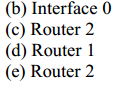 (b) Interface 0
(c) Router 2
(d) Router 1
(e) Router 2